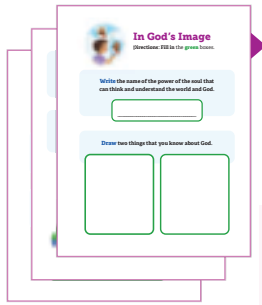 In God's Image
Directions: Fill in the green boxes.
Write the name of the power of the soul that
can think and understand the world and God.
Draw two things that you know about God.